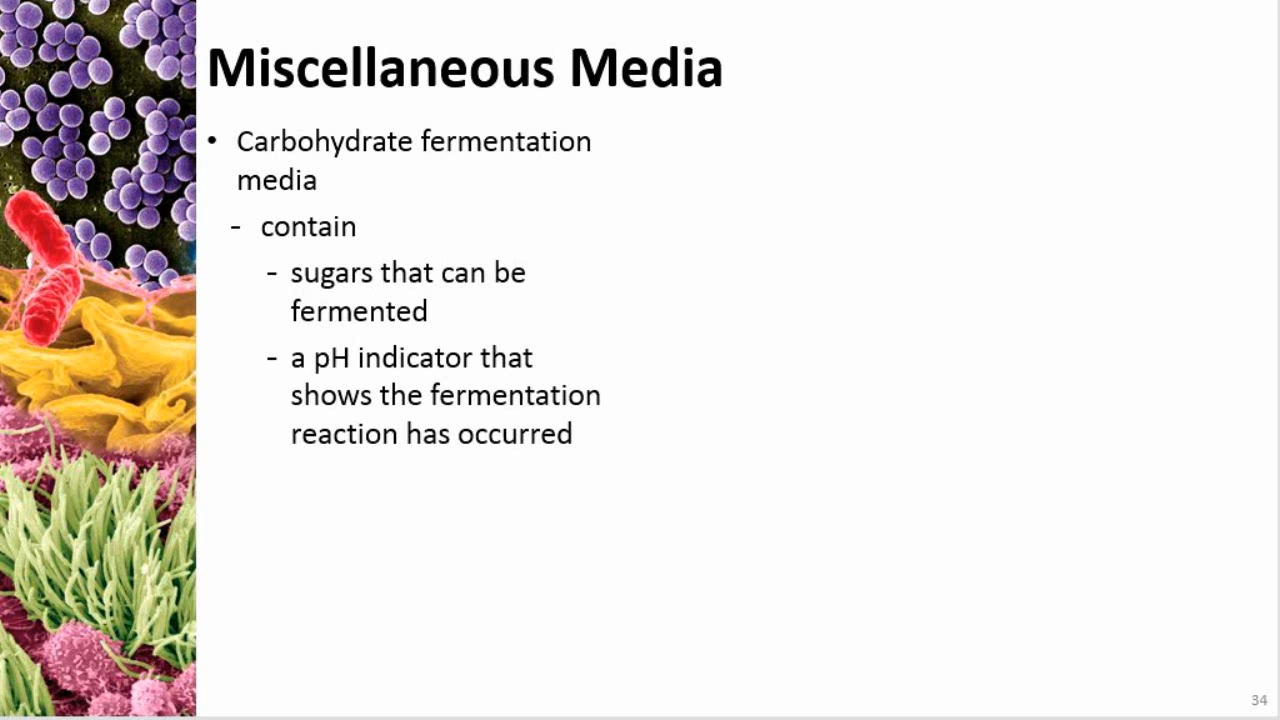 Miscellaneous Media
• Carbohydrate fermentation
media
- contain
- sugars that can be
fermented
- a pH indicator that
shows the fermentation
reaction has occurred
34